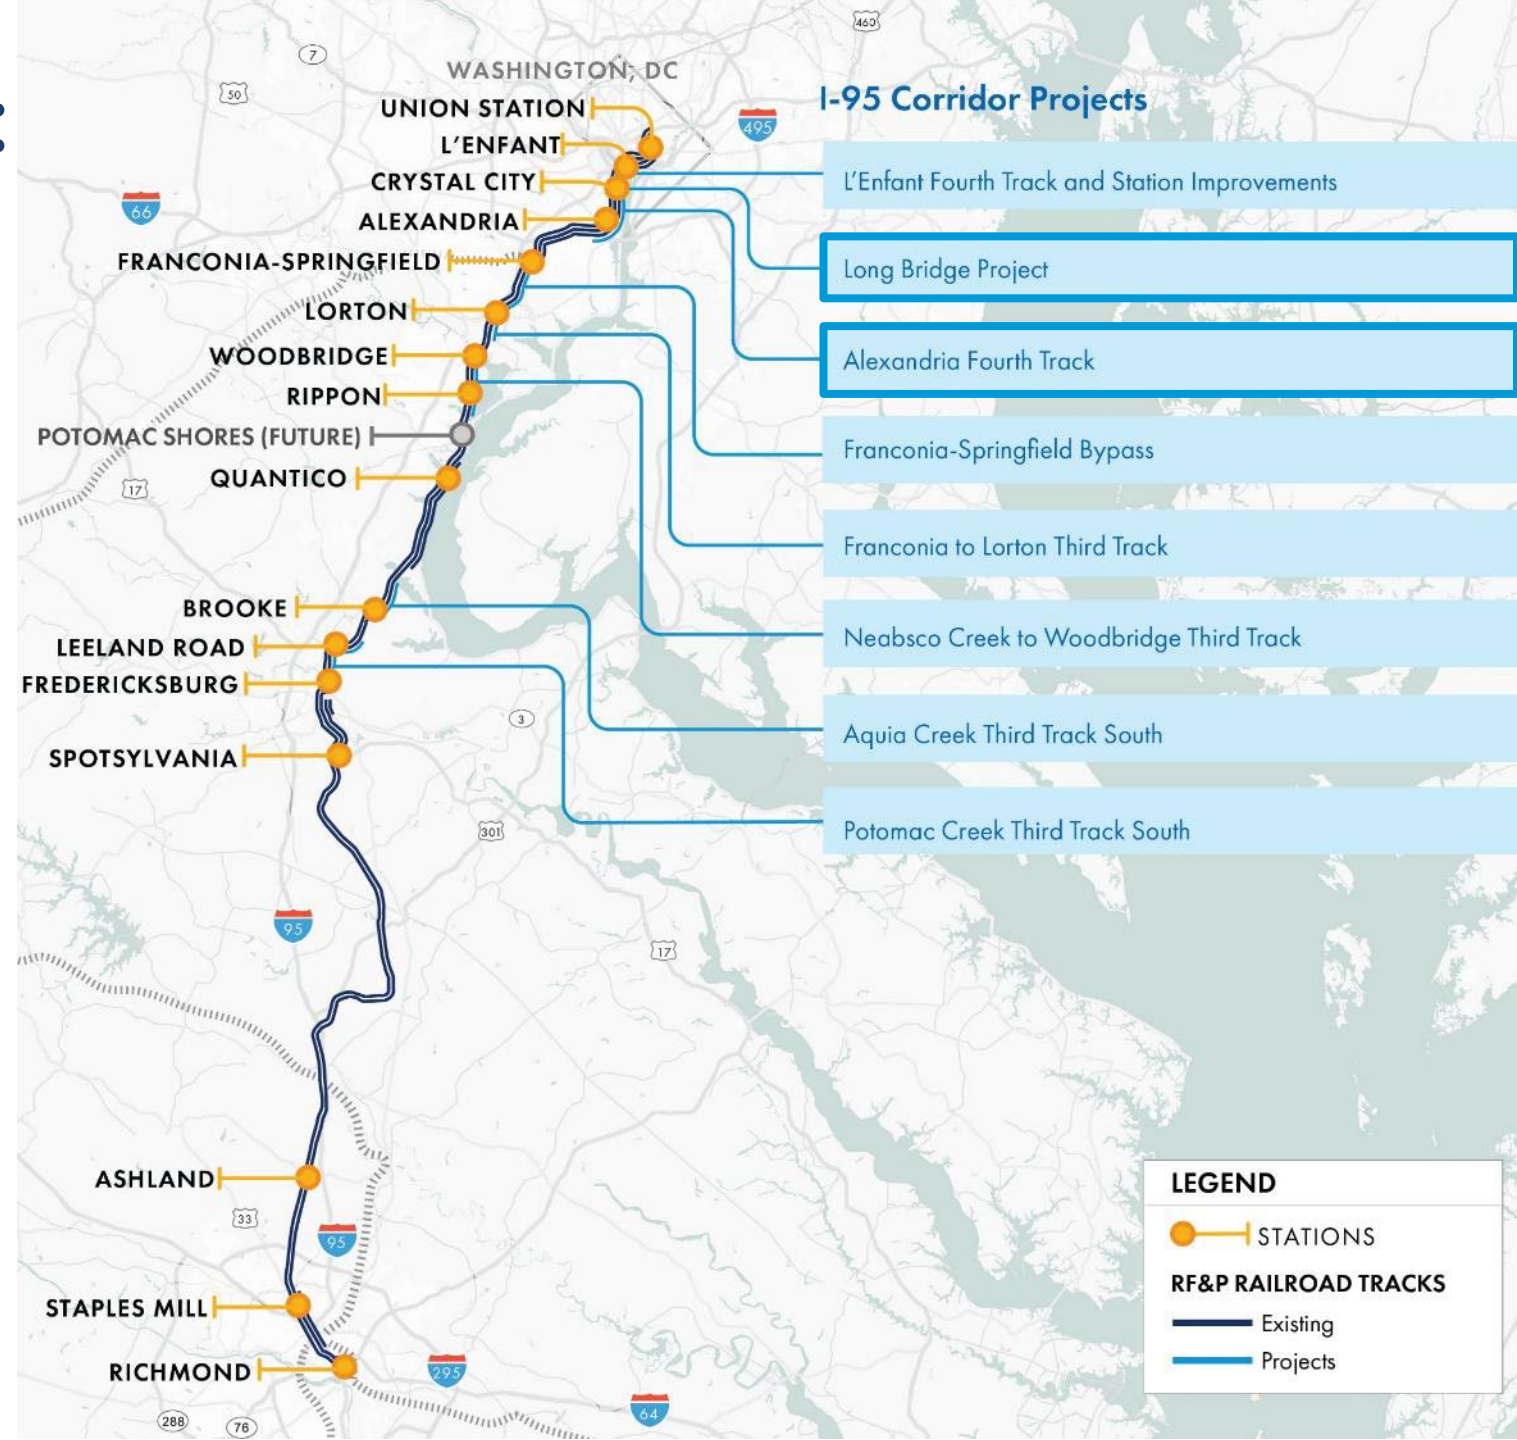 460
7
WASHINGTON, DC
50
UNION STATION
I-95 Corridor Projects
495
L'ENFANT
CRYSTAL CITY
L'Enfant Fourth Track and Station Improvements
66
ALEXANDRIA
FRANCONIA-SPRINGFIELD
Long Bridge Project
LORTON
WOODBRIDGE
Alexandria Fourth Track
RIPPON
POTOMAC SHORES (FUTURE)
Franconia-Springfield Bypass
QUANTICO
17
Franconia to Lorton Third Track
BROOKE
Neabsco Creek to Woodbridge Third Track
LEELAND ROAD
FREDERICKSBURG
3
Aquia Creek Third Track South
SPOTSYLVANIA
301
Potomac Creek Third Track South
95
17
ASHLAND
LEGEND
33
95
STATIONS
RF&P RAILROAD TRACKS
STAPLES MILL
Existing
Projects
RICHMOND
295
64
288
76